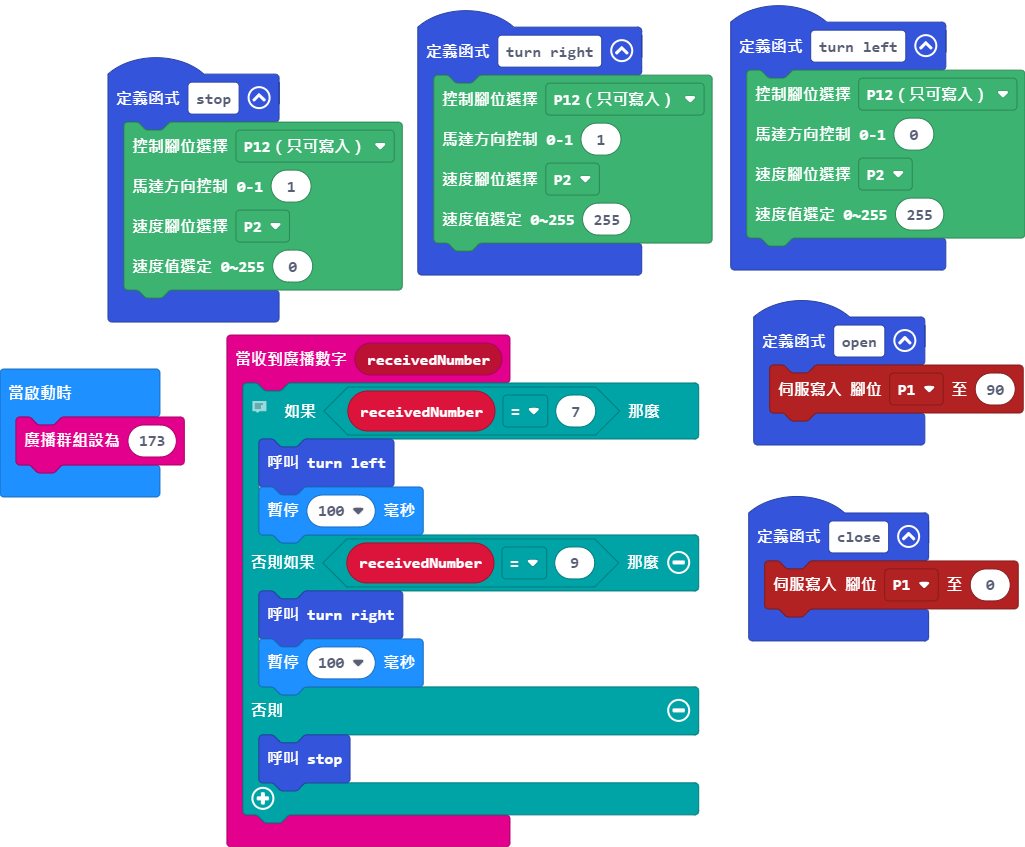 定義函式 stop
控制腳位選擇 P12（只可寫入）
馬達方向控制 0-1 1
速度腳位選擇 P2
速度值選定 0~255 0
定義函式 turn right
控制腳位選擇 P12（只可寫入）
馬達方向控制 0-1 1
速度腳位選擇 P2
速度值選定 0~255 255
定義函式 turn left
控制腳位選擇 P12（只可寫入）
馬達方向控制 0-1 0
速度腳位選擇 P2
速度值選定 0~255 255
當啟動時
廣播群組設為 173
當收到廣播數字 receivedNumber
如果 receivedNumber = 7 那麼
呼叫 turn left
暫停 100 毫秒
否則如果 receivedNumber = 9 那麼
呼叫 turn right
暫停 100 毫秒
否則
呼叫 stop
定義函式 open
伺服寫入 腳位 P1 至 90
定義函式 close
伺服寫入 腳位 P1 至 0